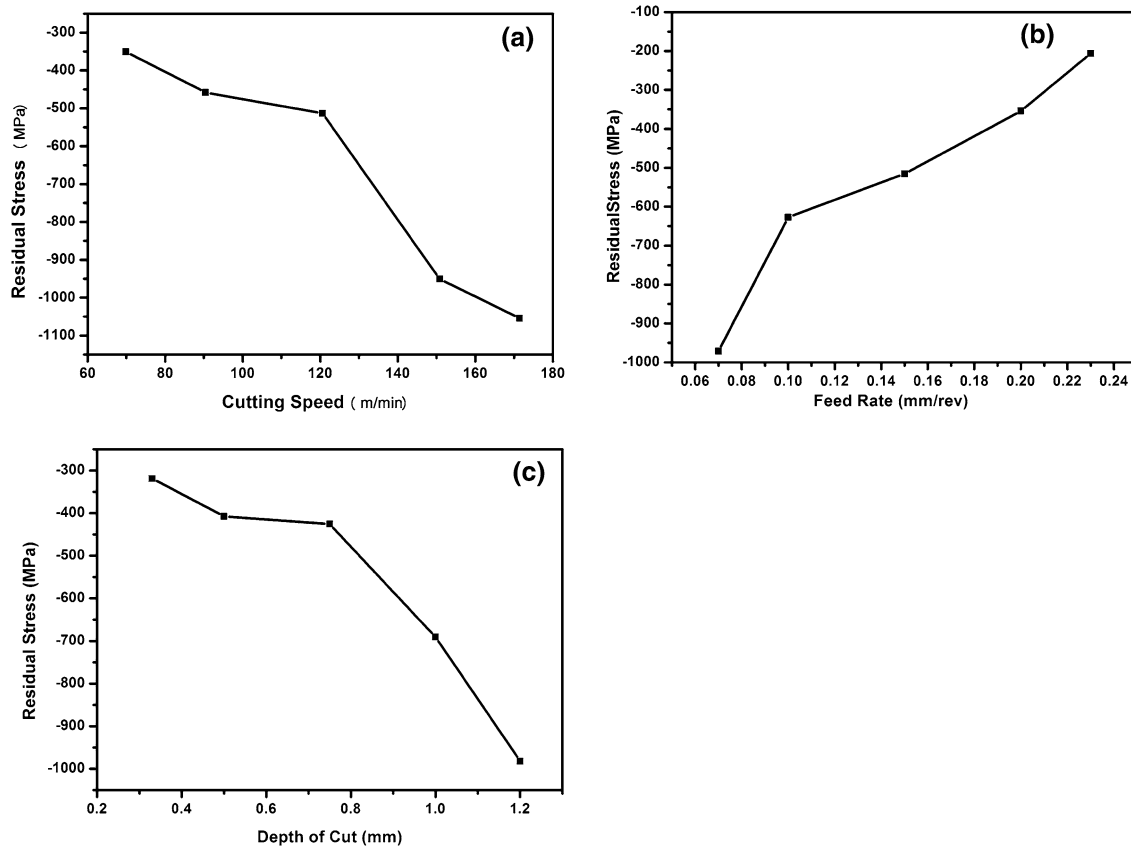 (a)
-300
-400
-500
-600
-700
-800
-900
-1000
-1100
Residual Stress ( MPa)
60 80 100 120 140 160 180
Cutting Speed ( m/min)
(b)
-100
-200
-300
-400
-500
-600
-700
-800
-900
-1000
ResidualStress (MPa)
0.06 0.08 0.10 0.12 0.14 0.16 0.18 0.20 0.22 0.24
Feed Rate (mm/rev)
(c)
-300
-400
-500
-600
-700
-800
-900
-1000
Residual Stress (MPa)
0.2 0.4 0.6 0.8 1.0 1.2
Depth of Cut (mm)